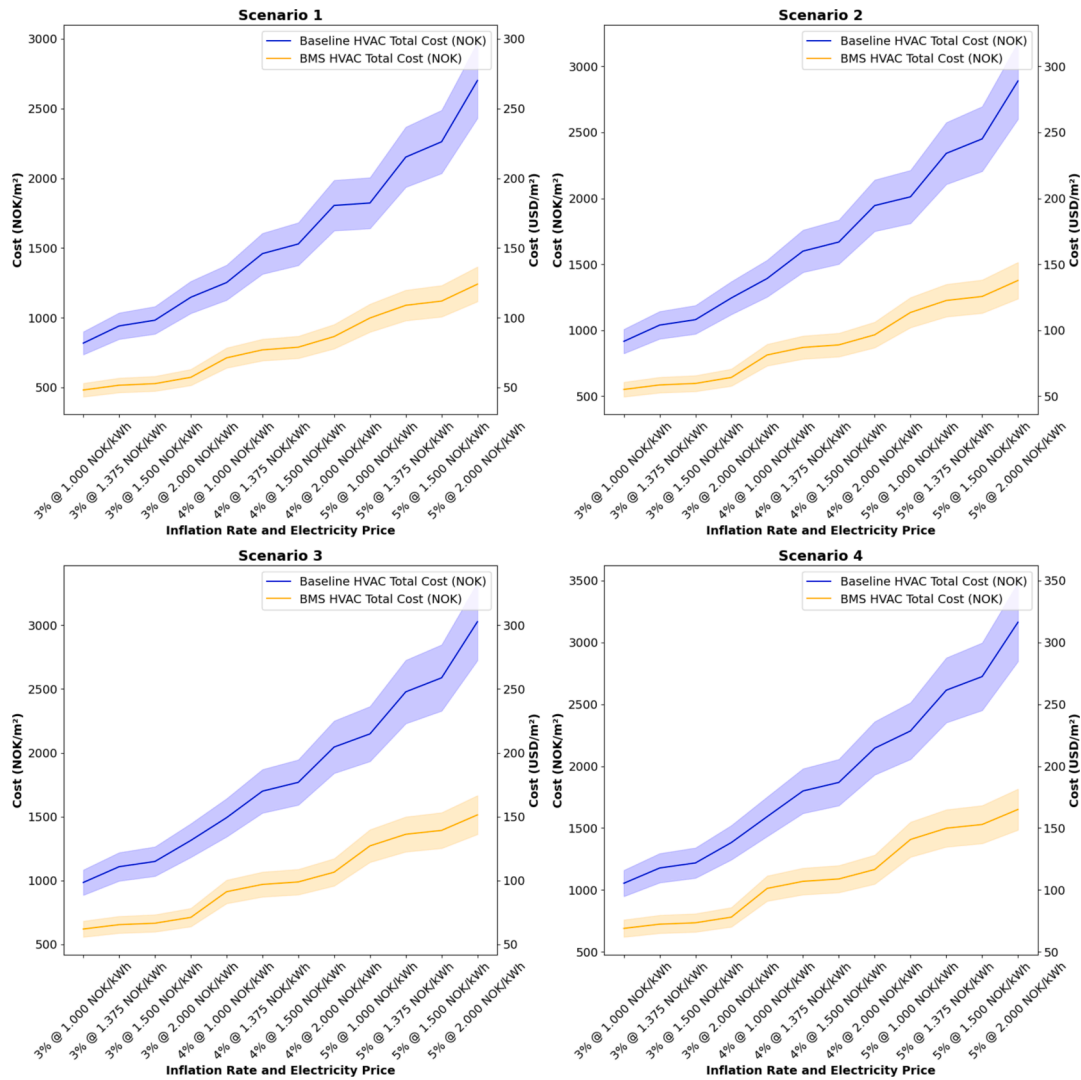 Scenario 1
Baseline HVAC Total Cost (NOK)
BMS HVAC Total Cost (NOK)
Cost (NOK/m²)
3000
2500
2000
1500
1000
500
300
250
200
150
100
50
Cost (USD/m²)
3% @ 1.000 NOK/kWh
3% @ 1.375 NOK/kWh
3% @ 1.500 NOK/kWh
3% @ 2.000 NOK/kWh
4% @ 1.000 NOK/kWh
4% @ 1.375 NOK/kWh
4% @ 1.500 NOK/kWh
4% @ 2.000 NOK/kWh
5% @ 1.000 NOK/kWh
5% @ 1.375 NOK/kWh
5% @ 1.500 NOK/kWh
5% @ 2.000 NOK/kWh
Inflation Rate and Electricity Price
Scenario 2
Baseline HVAC Total Cost (NOK)
BMS HVAC Total Cost (NOK)
Cost (NOK/m²)
3000
2500
2000
1500
1000
500
300
250
200
150
100
50
Cost (USD/m²)
3% @ 1.000 NOK/kWh
3% @ 1.375 NOK/kWh
3% @ 1.500 NOK/kWh
3% @ 2.000 NOK/kWh
4% @ 1.000 NOK/kWh
4% @ 1.375 NOK/kWh
4% @ 1.500 NOK/kWh
4% @ 2.000 NOK/kWh
5% @ 1.000 NOK/kWh
5% @ 1.375 NOK/kWh
5% @ 1.500 NOK/kWh
5% @ 2.000 NOK/kWh
Inflation Rate and Electricity Price
Scenario 3
Baseline HVAC Total Cost (NOK)
BMS HVAC Total Cost (NOK)
Cost (NOK/m²)
3000
2500
2000
1500
1000
500
300
250
200
150
100
50
Cost (USD/m²)
3% @ 1.000 NOK/kWh
3% @ 1.375 NOK/kWh
3% @ 1.500 NOK/kWh
3% @ 2.000 NOK/kWh
4% @ 1.000 NOK/kWh
4% @ 1.375 NOK/kWh
4% @ 1.500 NOK/kWh
4% @ 2.000 NOK/kWh
5% @ 1.000 NOK/kWh
5% @ 1.375 NOK/kWh
5% @ 1.500 NOK/kWh
5% @ 2.000 NOK/kWh
Inflation Rate and Electricity Price
Scenario 4
Baseline HVAC Total Cost (NOK)
BMS HVAC Total Cost (NOK)
Cost (NOK/m²)
3500
3000
2500
2000
1500
1000
500
350
300
250
200
150
100
50
Cost (USD/m²)
3% @ 1.000 NOK/kWh
3% @ 1.375 NOK/kWh
3% @ 1.500 NOK/kWh
3% @ 2.000 NOK/kWh
4% @ 1.000 NOK/kWh
4% @ 1.375 NOK/kWh
4% @ 1.500 NOK/kWh
4% @ 2.000 NOK/kWh
5% @ 1.000 NOK/kWh
5% @ 1.375 NOK/kWh
5% @ 1.500 NOK/kWh
5% @ 2.000 NOK/kWh
Inflation Rate and Electricity Price